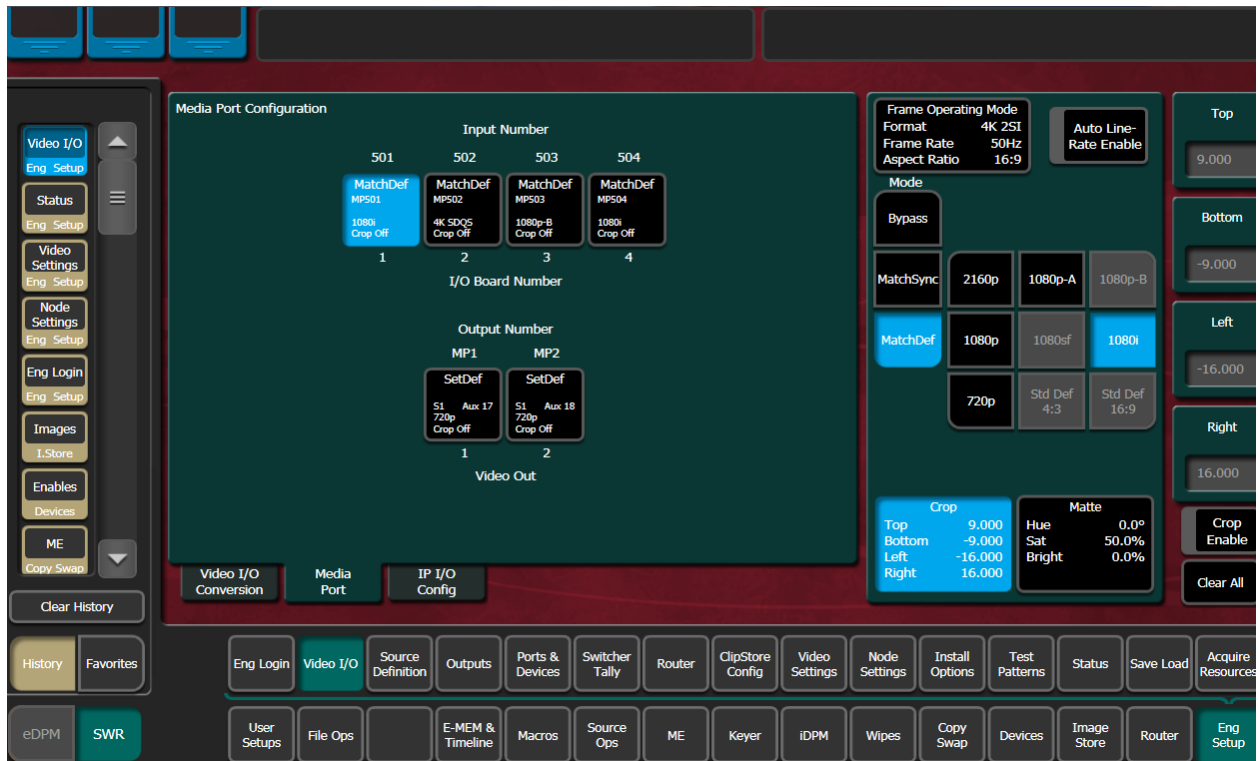 Video I/O
Eng Setup
Status
Eng Setup
Video
Settings
Eng Setup
Node
Settings
Eng Setup
Eng Login
Eng Setup
Images
I.Store
Enables
Devices
ME
Copy Swap
Clear History
History
Favorites
eDPM
SWR
Media Port Configuration
Input Number
501 502 503 504
MatchDef
MP501
1080i
Crop Off
MatchDef
MP502
4K SDQS
Crop Off
MatchDef
MP503
1080p-B
Crop Off
MatchDef
MP504
1080i
Crop Off
1 2 3 4
I/O Board Number
Output Number
MP1 MP2
SetDef
S1 Aux 17
720p
Crop Off
SetDef
S1 Aux 18
720p
Crop Off
1 2
Video Out
Video I/O
Conversion
Media
Port
IP I/O
Config
Frame Operating Mode
Format 4K 2SI
Frame Rate 50Hz
Aspect Ratio 16:9
Auto Line-
Rate Enable
Mode
Bypass
MatchSync
2160p
1080p-A
1080p-B
MatchDef
1080p
1080sf
1080i
720p
Std Def
4:3
Std Def
16:9
Crop
Top 9.000
Bottom -9.000
Left -16.000
Right 16.000
Matte
Hue 0.0º
Sat 50.0%
Bright 0.0%
Top
9.000
Bottom
-9.000
Left
-16.000
Right
16.000
Crop
Enable
Clear All
Eng Login
Video I/O
Source
Definition
Outputs
Ports &
Devices
Switcher
Tally
Router
ClipStore
Config
Video
Settings
Node
Settings
Install
Options
Test
Patterns
Status
Save Load
Acquire
Resources
User
Setups
File Ops
E-MEM &
Timeline
Macros
Source
Ops
ME
Keyer
iDPM
Wipes
Copy
Swap
Devices
Image
Store
Router
Eng
Setup